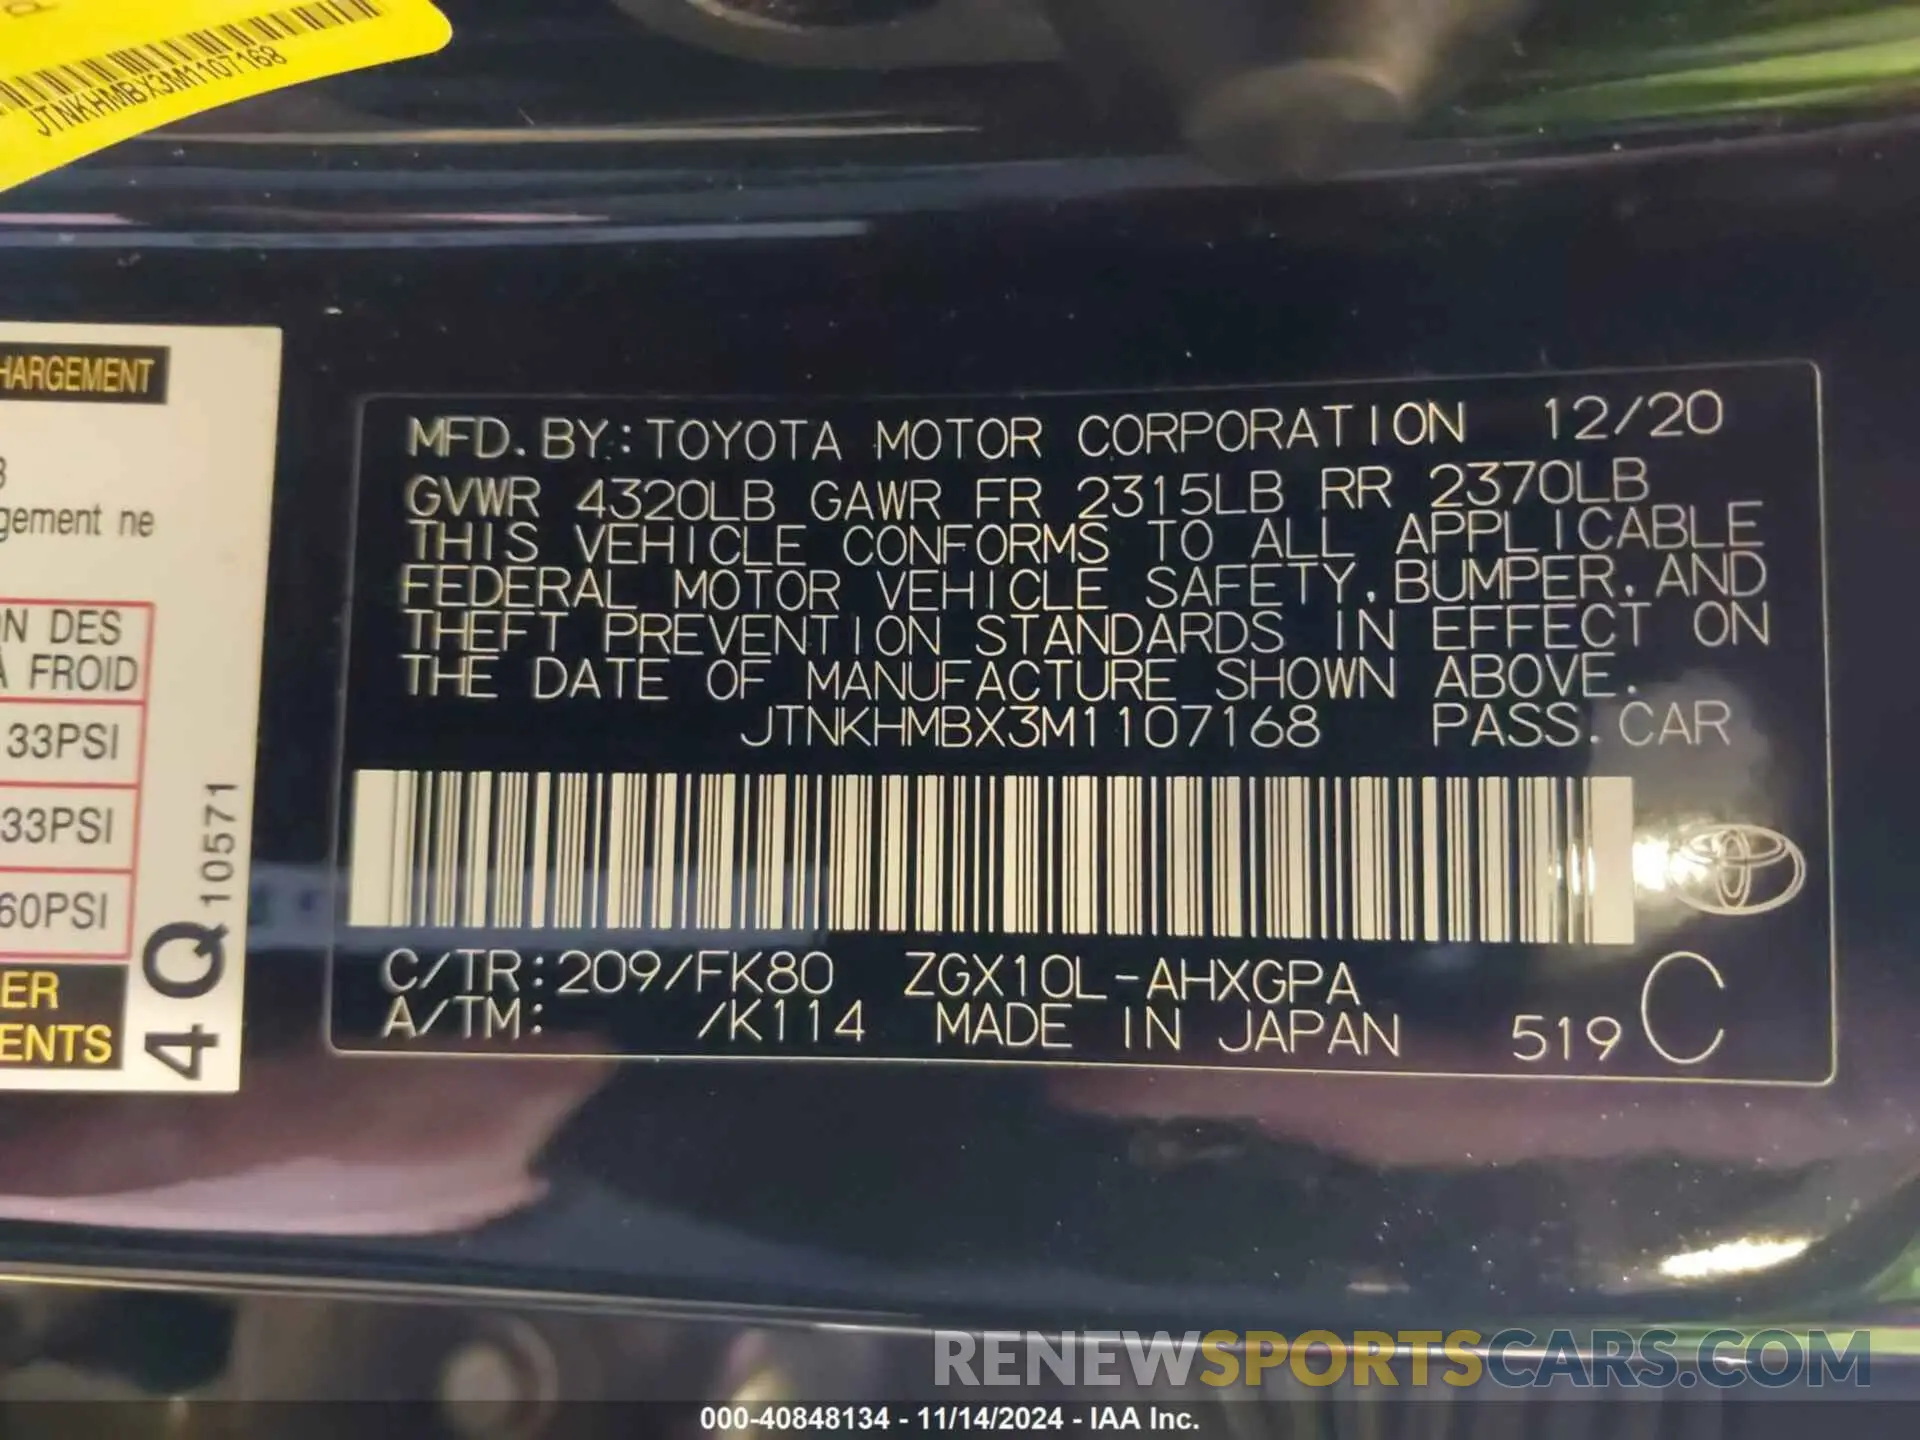 JTNKHMBX3M1107168
HARGEMENT
gement ne
N DES
À FROID
33PSI
33PSI
60PSI
ER
ENTS
4Q 10571
MFD. BY: TOYOTA MOTOR CORPORATION 12/20
GVWR 4320LB GAWR FR 2315LB RR 2370LB
THIS VEHICLE CONFORMS TO ALL APPLICABLE
FEDERAL MOTOR VEHICLE SAFETY, BUMPER, AND
THEFT PREVENTION STANDARDS IN EFFECT ON
THE DATE OF MANUFACTURE SHOWN ABOVE.
JTNKHMBX3M1107168 PASS. CAR
C/TR: 209/FK80 ZGX10L-AHXGPA
A/TM: /K114 MADE IN JAPAN 519 C
RENEWSPORTSCARS.COM
000-40848134 - 11/14/2024 - IAA Inc.